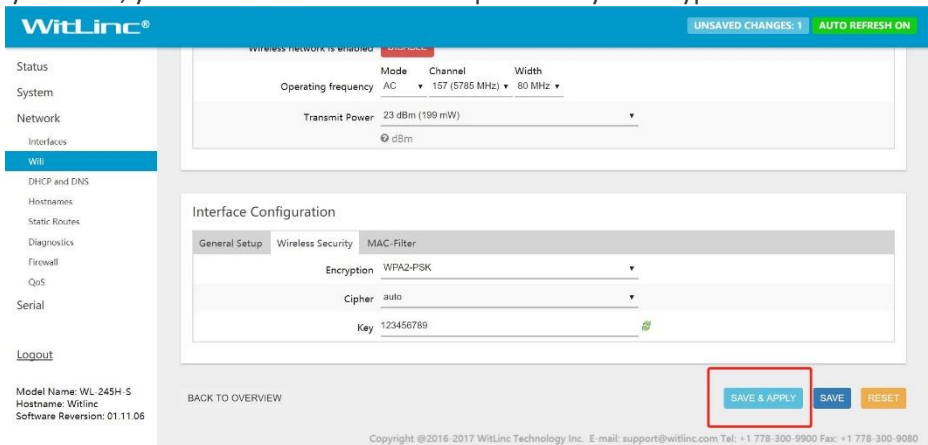 WitLinc®
UNSAVED CHANGES: 1 AUTO REFRESH ON
Status
System
Network
Interfaces
Wifi
DHCP and DNS
Hostnames
Static Routes
Diagnostics
Firewall
QoS
Serial
Logout
Model Name: WL-245H-S
Hostname: Witlinc
Software Reversion: 01.11.06
Wireless network is enabled DISABLE
Mode Channel Width
Operating frequency AC 157 (5785 MHz) 80 MHz
Transmit Power 23 dBm (199 mW)
dBm
Interface Configuration
General Setup Wireless Security MAC-Filter
Encryption WPA2-PSK
Cipher auto
Key 123456789
BACK TO OVERVIEW SAVE & APPLY SAVE RESET
Copyright @2016-2017 WitLinc Technology Inc. E-mail: support@witlinc.com Tel: +1 778-300-9900 Fax: +1 778-300-9080